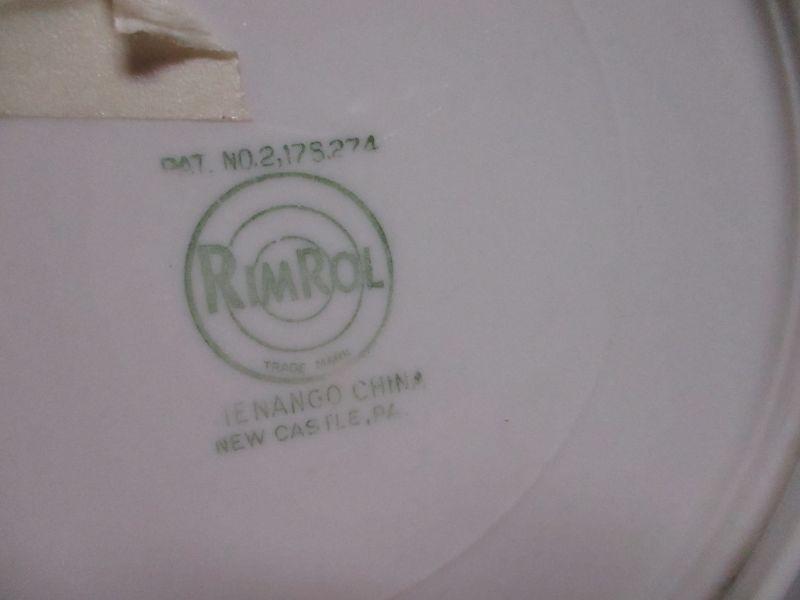 PAT. NO.2,178,274
RIMROL
TRADE MARK
IENANGO CHINA
NEW CASTLE, PA.